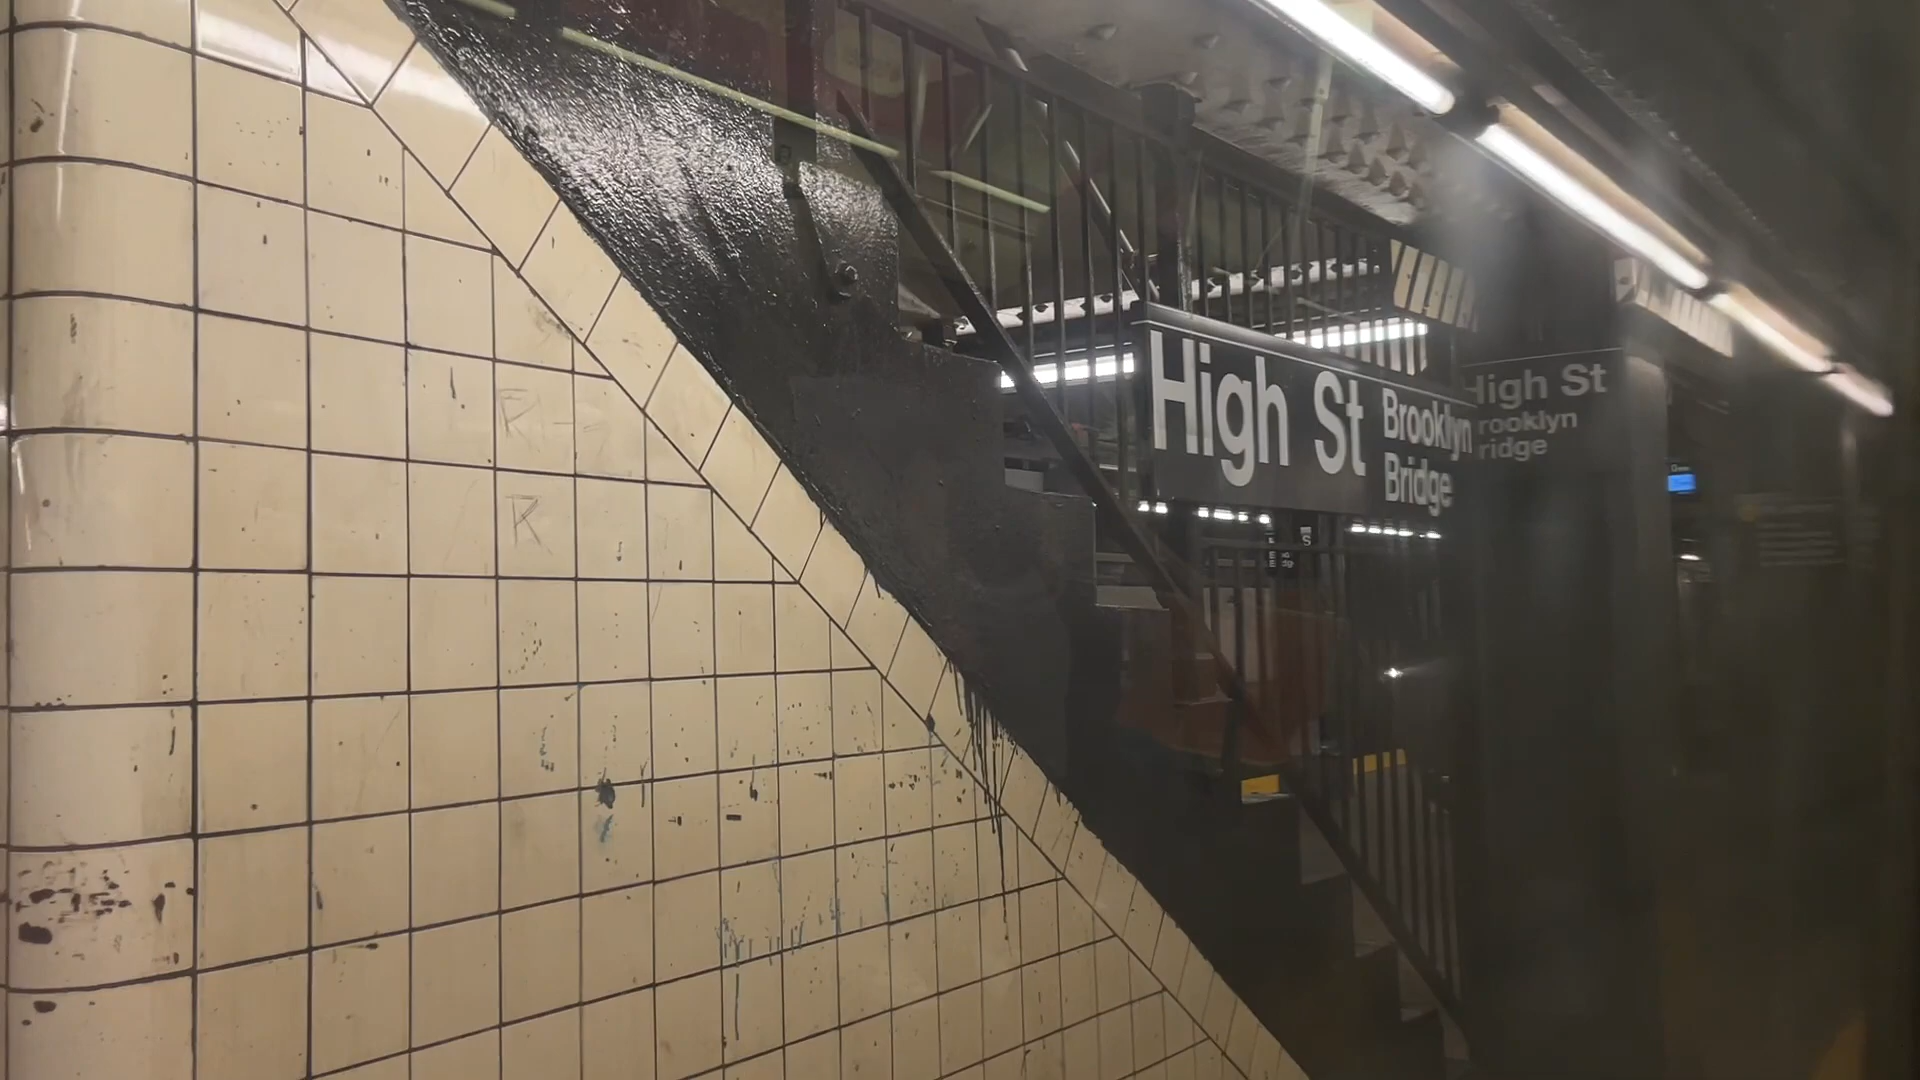 High St
Brooklyn
Bridge
High St
rooklyn
ridge
R
R